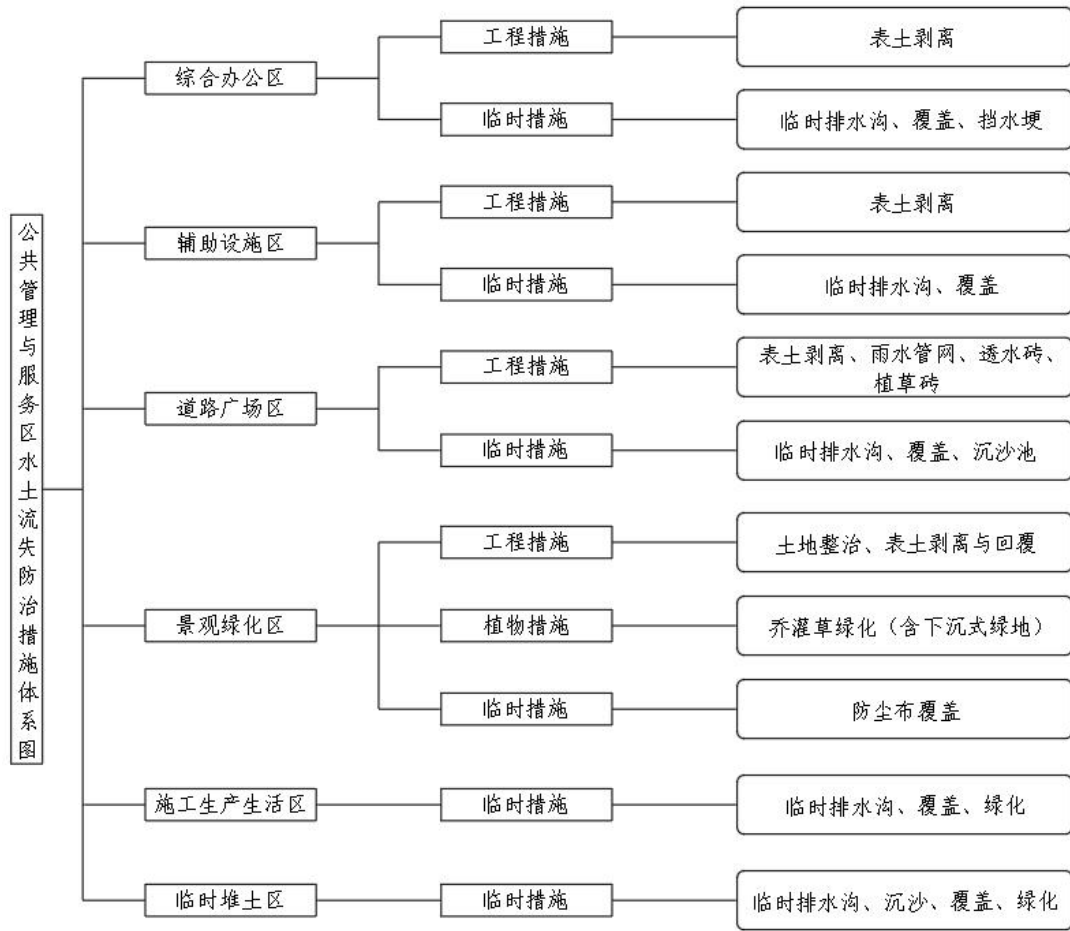 公共管理与服务区水土流失防治措施体系图
综合办公区
工程措施
表土剥离
临时措施
临时排水沟、覆盖、挡水埂
辅助设施区
工程措施
表土剥离
临时措施
临时排水沟、覆盖
道路广场区
工程措施
表土剥离、雨水管网、透水砖、
植草砖
临时措施
临时排水沟、覆盖、沉沙池
景观绿化区
工程措施
土地整治、表土剥离与回覆
植物措施
乔灌草绿化（含下沉式绿地）
临时措施
防尘布覆盖
施工生产生活区
临时措施
临时排水沟、覆盖、绿化
临时堆土区
临时措施
临时排水沟、沉沙、覆盖、绿化